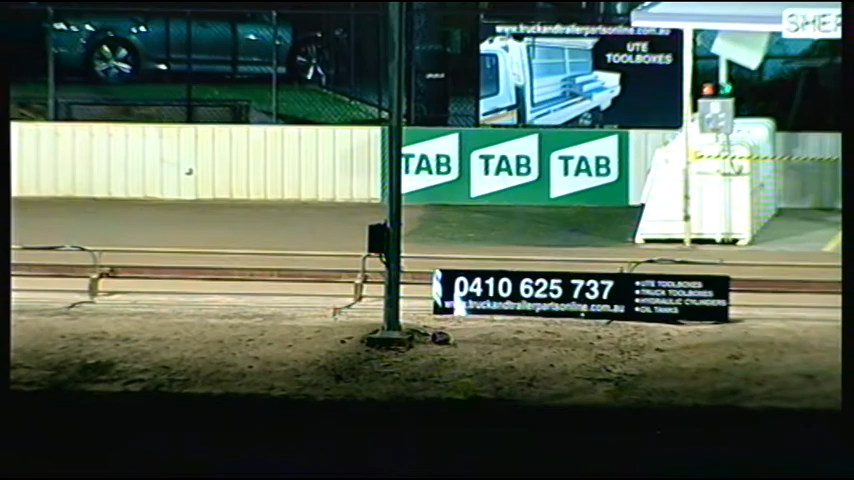 www.truckandtrailerpartsonline.com.au
UTE
TOOLBOXES
SHEP
TAB TAB TAB
0410 625 737
www.truckandtrailerpartsonline.com.au
•UTE TOOLBOXES
•TRUCK TOOLBOXES
•HYDRAULIC CYLINDERS
•OIL TANKS